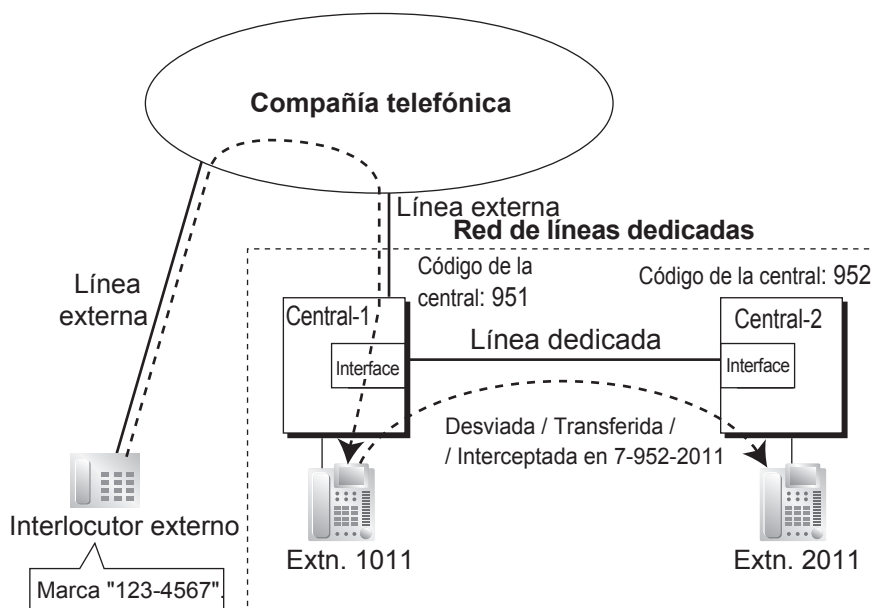 Compañía telefónica
Línea externa
Red de líneas dedicadas
Código de la
central: 951
Código de la central: 952
Línea
externa
Central-1
Central-2
Línea dedicada
Interface
Interface
Desviada / Transferida /
/ Interceptada en 7-952-2011
Interlocutor externo
Extn. 1011
Extn. 2011
Marca "123-4567".